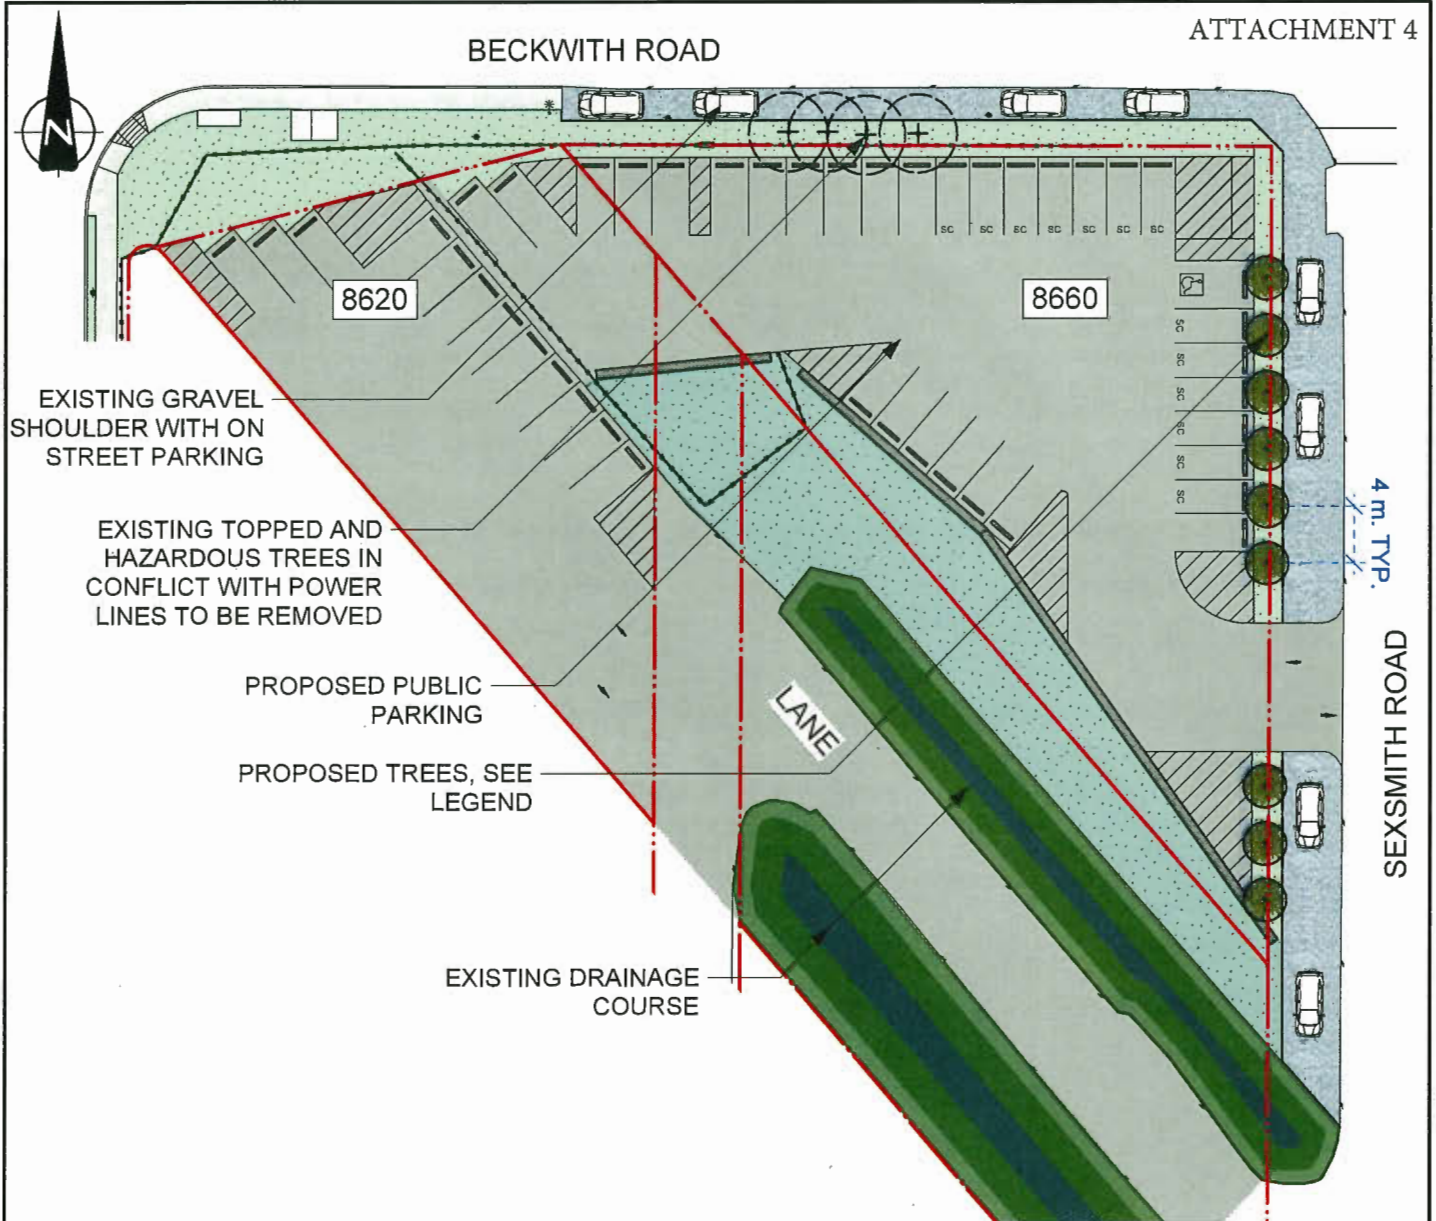 ATTACHMENT 4
BECKWITH ROAD
N
SC SC SC SC SC SC SC
8620
8660
SC
SC
SC
SC
SC
SC
EXISTING GRAVEL
SHOULDER WITH ON
STREET PARKING
4 m. TYP.
EXISTING TOPPED AND
HAZARDOUS TREES IN
CONFLICT WITH POWER
LINES TO BE REMOVED
PROPOSED PUBLIC
PARKING
LANE
SEXSMITH ROAD
PROPOSED TREES, SEE
LEGEND
EXISTING DRAINAGE
COURSE